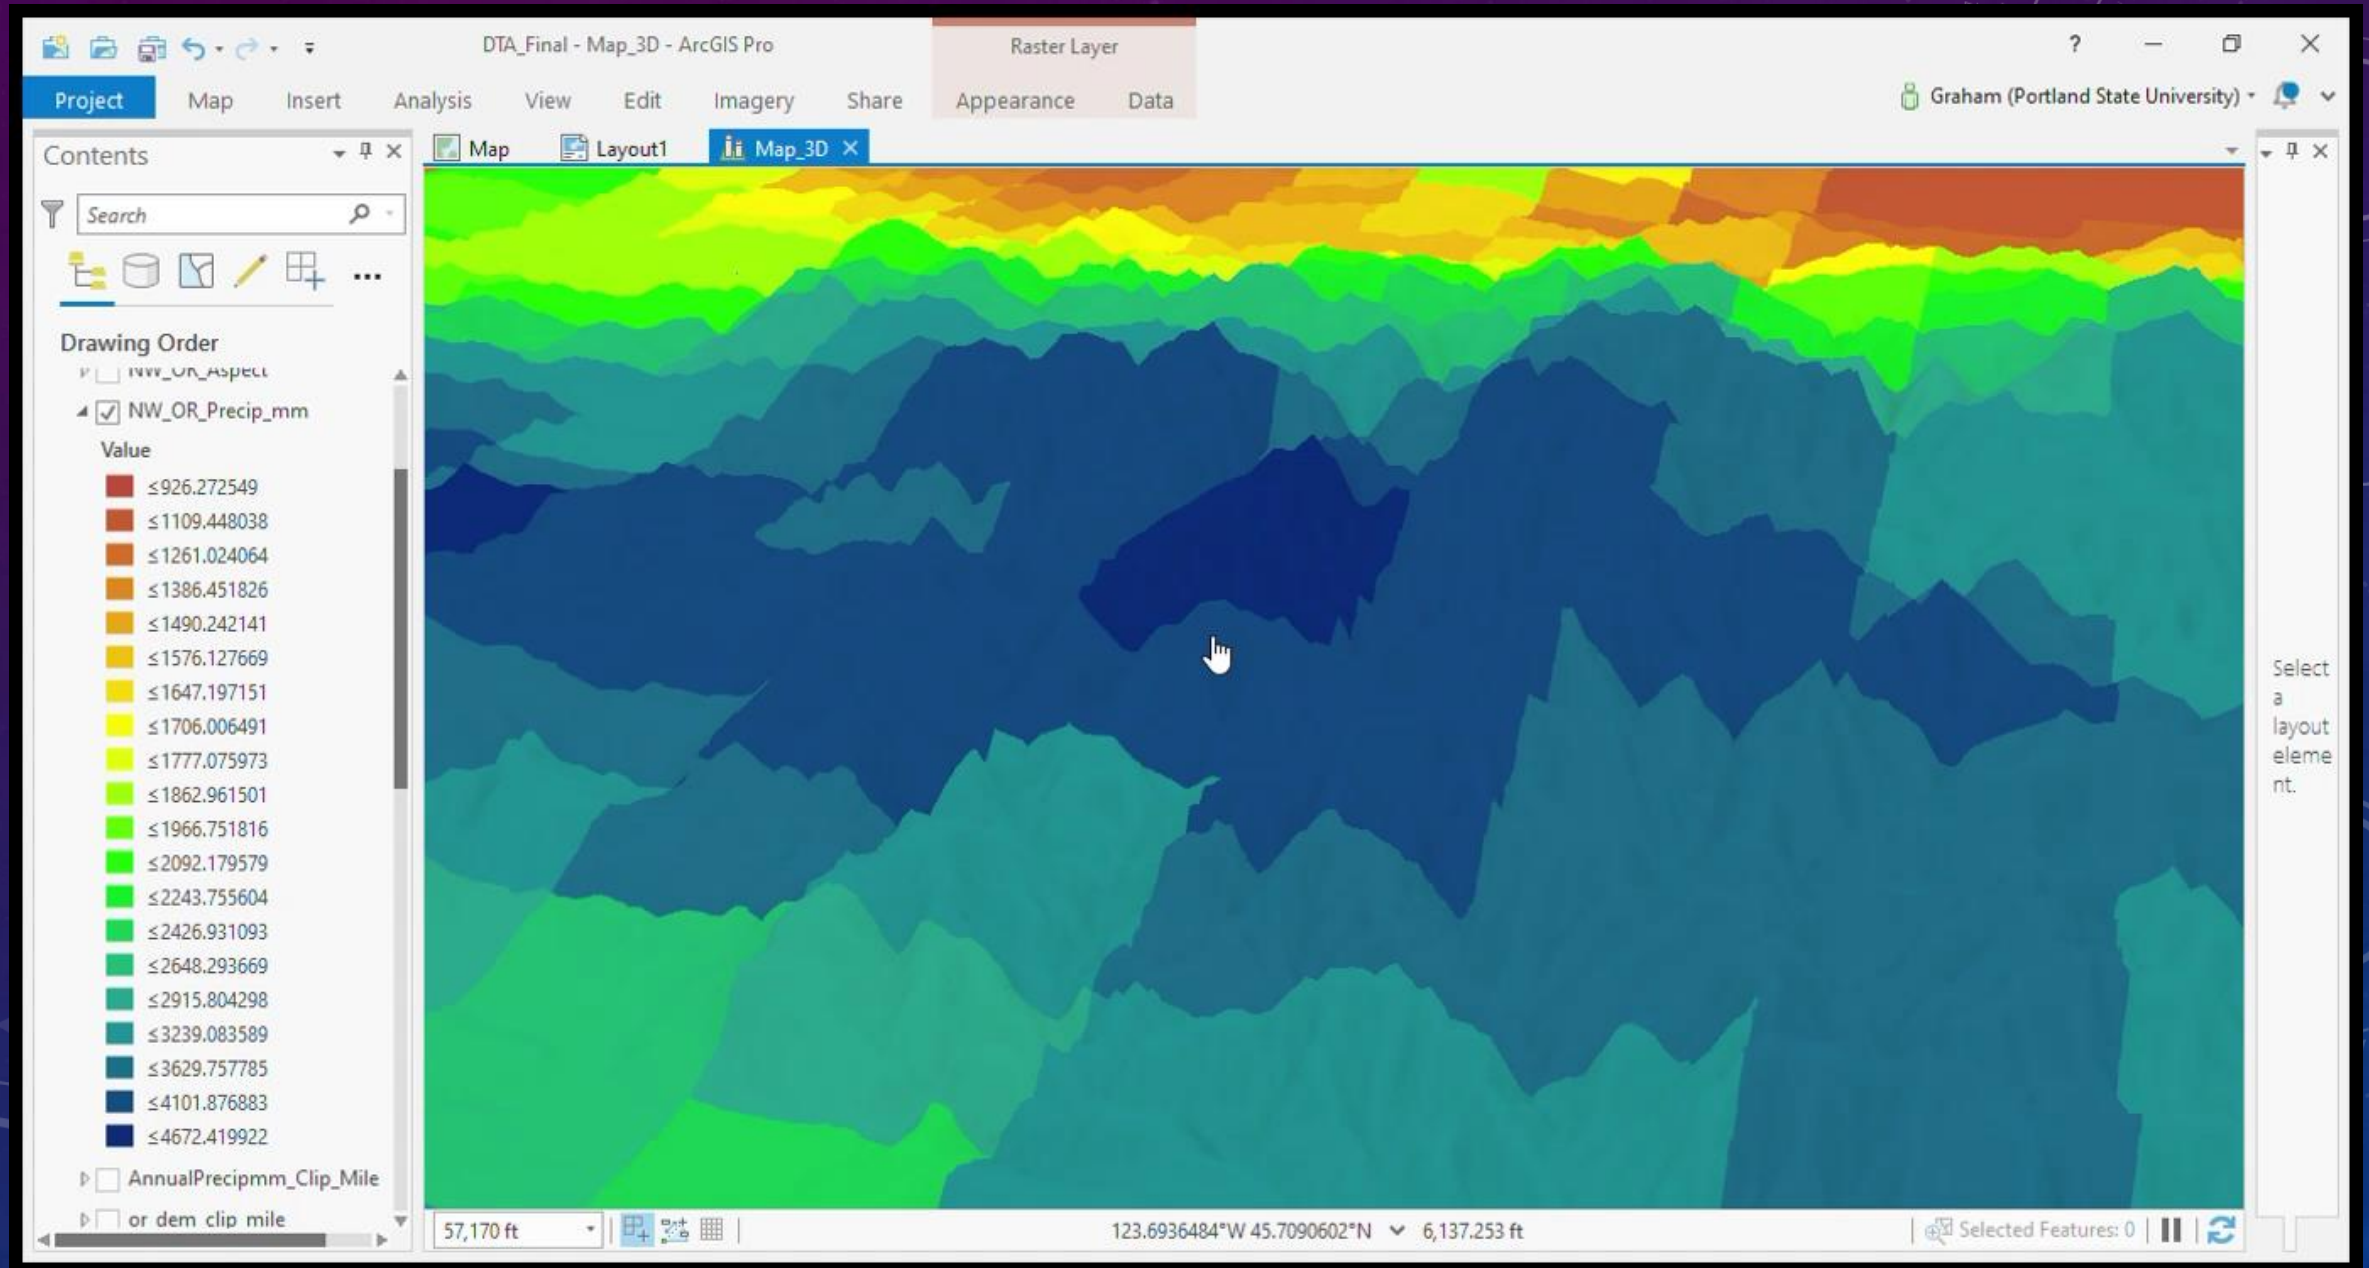 DTA_Final - Map_3D - ArcGIS Pro
Raster Layer
?
Project Map Insert Analysis View Edit Imagery Share Appearance Data
Graham (Portland State University)
Contents
Map Layout1 Map_3D
Search
Drawing Order
NW_OR_Aspect
NW_OR_Precip_mm
Value
≤926.272549
≤1109.448038
≤1261.024064
≤1386.451826
≤1490.242141
≤1576.127669
≤1647.197151
≤1706.006491
≤1777.075973
≤1862.961501
≤1966.751816
≤2092.179579
≤2243.755604
≤2426.931093
≤2648.293669
≤2915.804298
≤3239.083589
≤3629.757785
≤4101.876883
≤4672.419922
AnnualPrecipmm_Clip_Mile
or_dem_clip_mile
Select
a
layout
eleme
nt.
57,170 ft
123.6936484°W 45.7090602°N 6,137.253 ft
Selected Features: 0